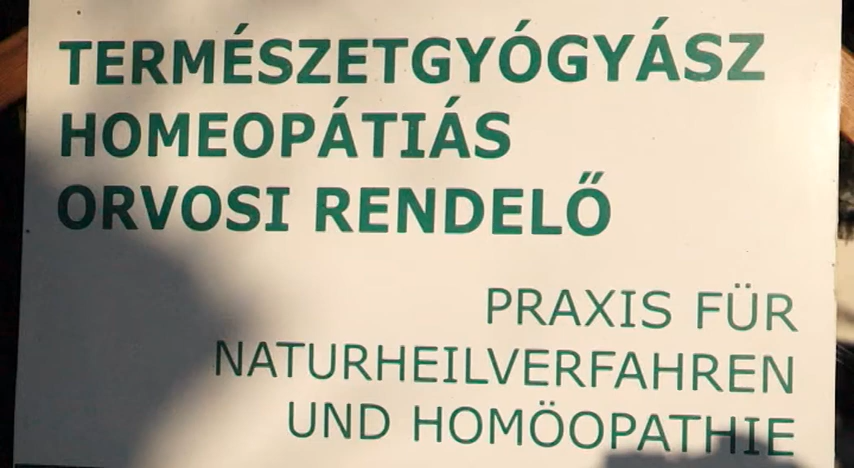 TERMÉSZETGYÓGYÁSZ
HOMEOPÁTIÁS
ORVOSI RENDELŐ
PRAXIS FÜR
NATURHEILVERFAHREN
UND HOMÖOPATHIE